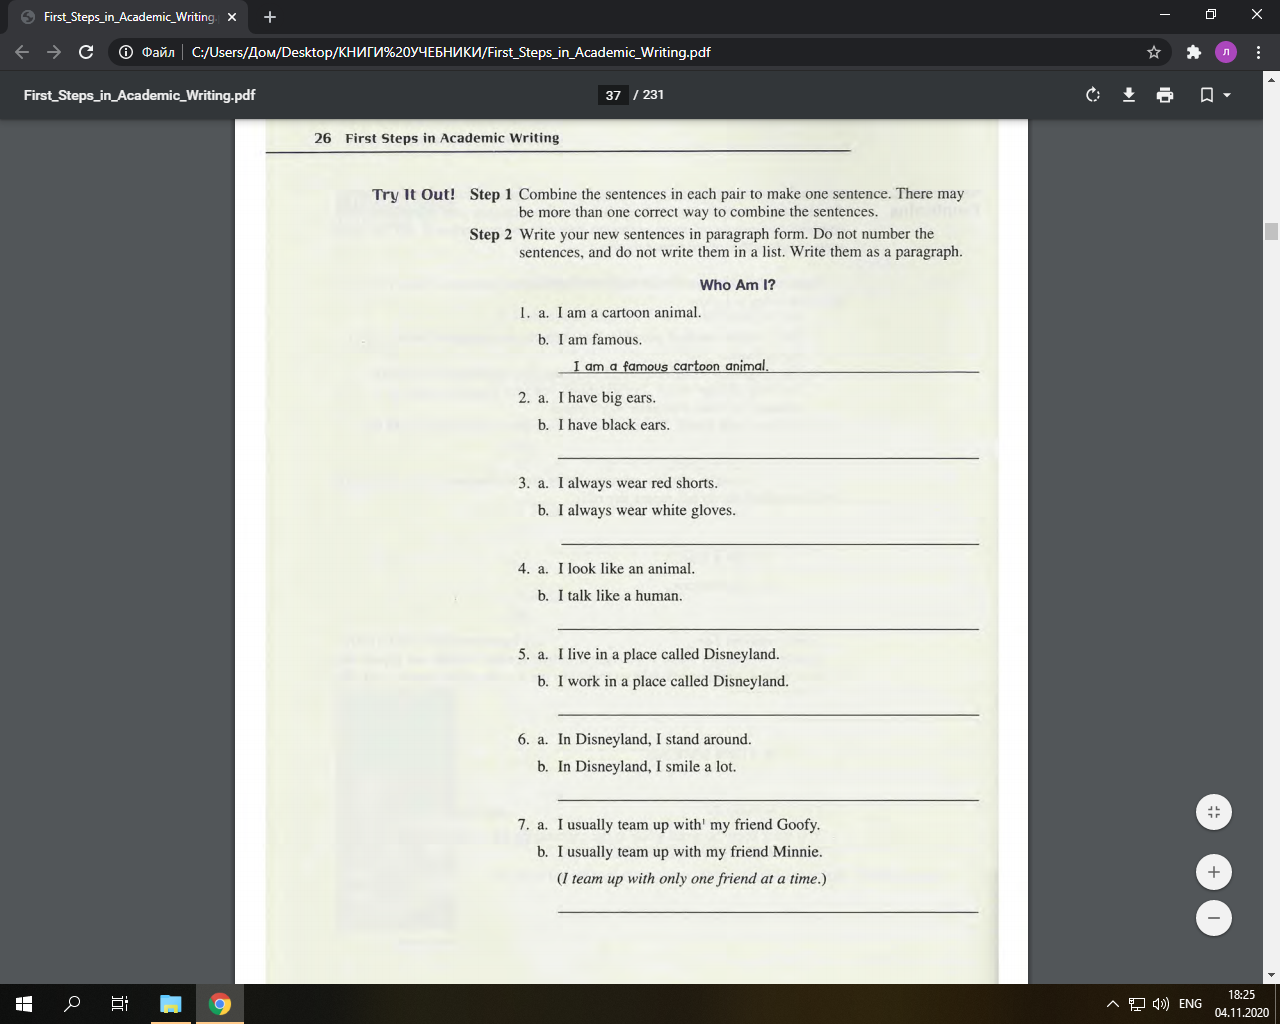 First_Steps_in_Academic_Writing.
Файл | C:/Users/Дом/Desktop/КНИГИ%20УЧЕБНИКИ/First_Steps_in_Academic_Writing.pdf
Л
First_Steps_in_Academic_Writing.pdf
37 / 231
26 First Steps in Academic Writing
Try It Out! Step 1 Combine the sentences in each pair to make one sentence. There may
be more than one correct way to combine the sentences.
Step 2 Write your new sentences in paragraph form. Do not number the
sentences, and do not write them in a list. Write them as a paragraph.
Who Am I?
1. a. I am a cartoon animal.
b. I am famous.
I am a famous cartoon animal.
2. a. I have big ears.
b. I have black ears.
3. a. I always wear red shorts.
b. I always wear white gloves.
4. a. I look like an animal.
b. I talk like a human.
5. a. I live in a place called Disneyland.
b. I work in a place called Disneyland.
6. a. In Disneyland, I stand around.
b. In Disneyland, I smile a lot.
7. a. I usually team up with¹ my friend Goofy.
b. I usually team up with my friend Minnie.
(I team up with only one friend at a time.)
ENG
18:25
04.11.2020